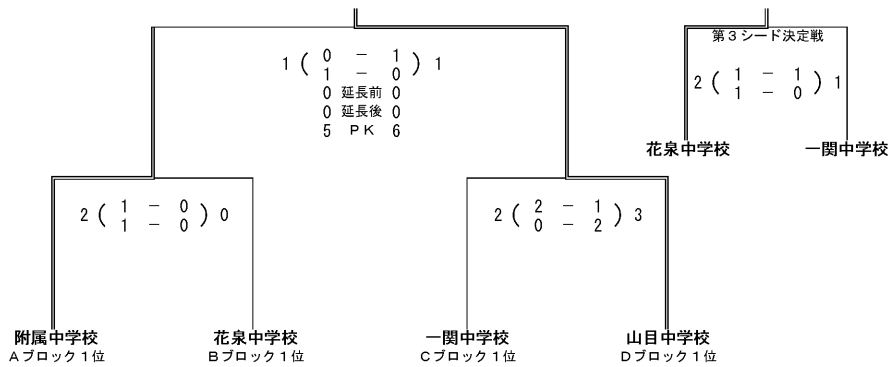 第３シード決定戦
1 ( 0 － 1 ) 1
1 － 0
0 延長前 0
0 延長後 0
5 ＰＫ 6
2 ( 1 － 1 ) 1
1 － 0
花泉中学校 一関中学校
2 ( 1 － 0 ) 0
1 － 0
2 ( 2 － 1 ) 3
0 － 2
附属中学校 花泉中学校 一関中学校 山目中学校
Ａブロック１位 Ｂブロック１位 Ｃブロック１位 Ｄブロック１位